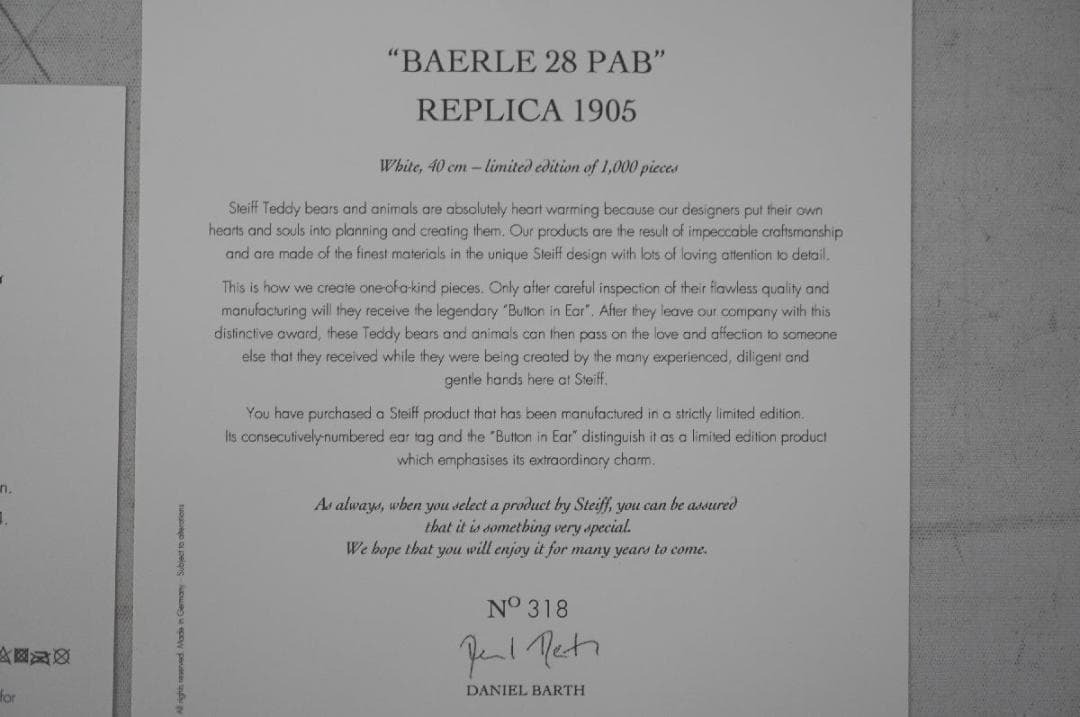 “BAERLE 28 PAB”
REPLICA 1905
White, 40 cm – limited edition of 1,000 pieces
Steiff Teddy bears and animals are absolutely heart warming because our designers put their own
hearts and souls into planning and creating them. Our products are the result of impeccable craftsmanship
and are made of the finest materials in the unique Steiff design with lots of loving attention to detail.
This is how we create one-of-a-kind pieces. Only after careful inspection of their flawless quality and
manufacturing will they receive the legendary “Button in Ear”. After they leave our company with this
distinctive award, these Teddy bears and animals can then pass on the love and affection to someone
else that they received while they were being created by the many experienced, diligent and
gentle hands here at Steiff.
You have purchased a Steiff product that has been manufactured in a strictly limited edition.
Its consecutively-numbered ear tag and the “Button in Ear” distinguish it as a limited edition product
which emphasises its extraordinary charm.
As always, when you select a product by Steiff, you can be assured
that it is something very special.
We hope that you will enjoy it for many years to come.
Nº 318
DANIEL BARTH
All rights reserved. Made in Germany Subject to alterations
n.
for